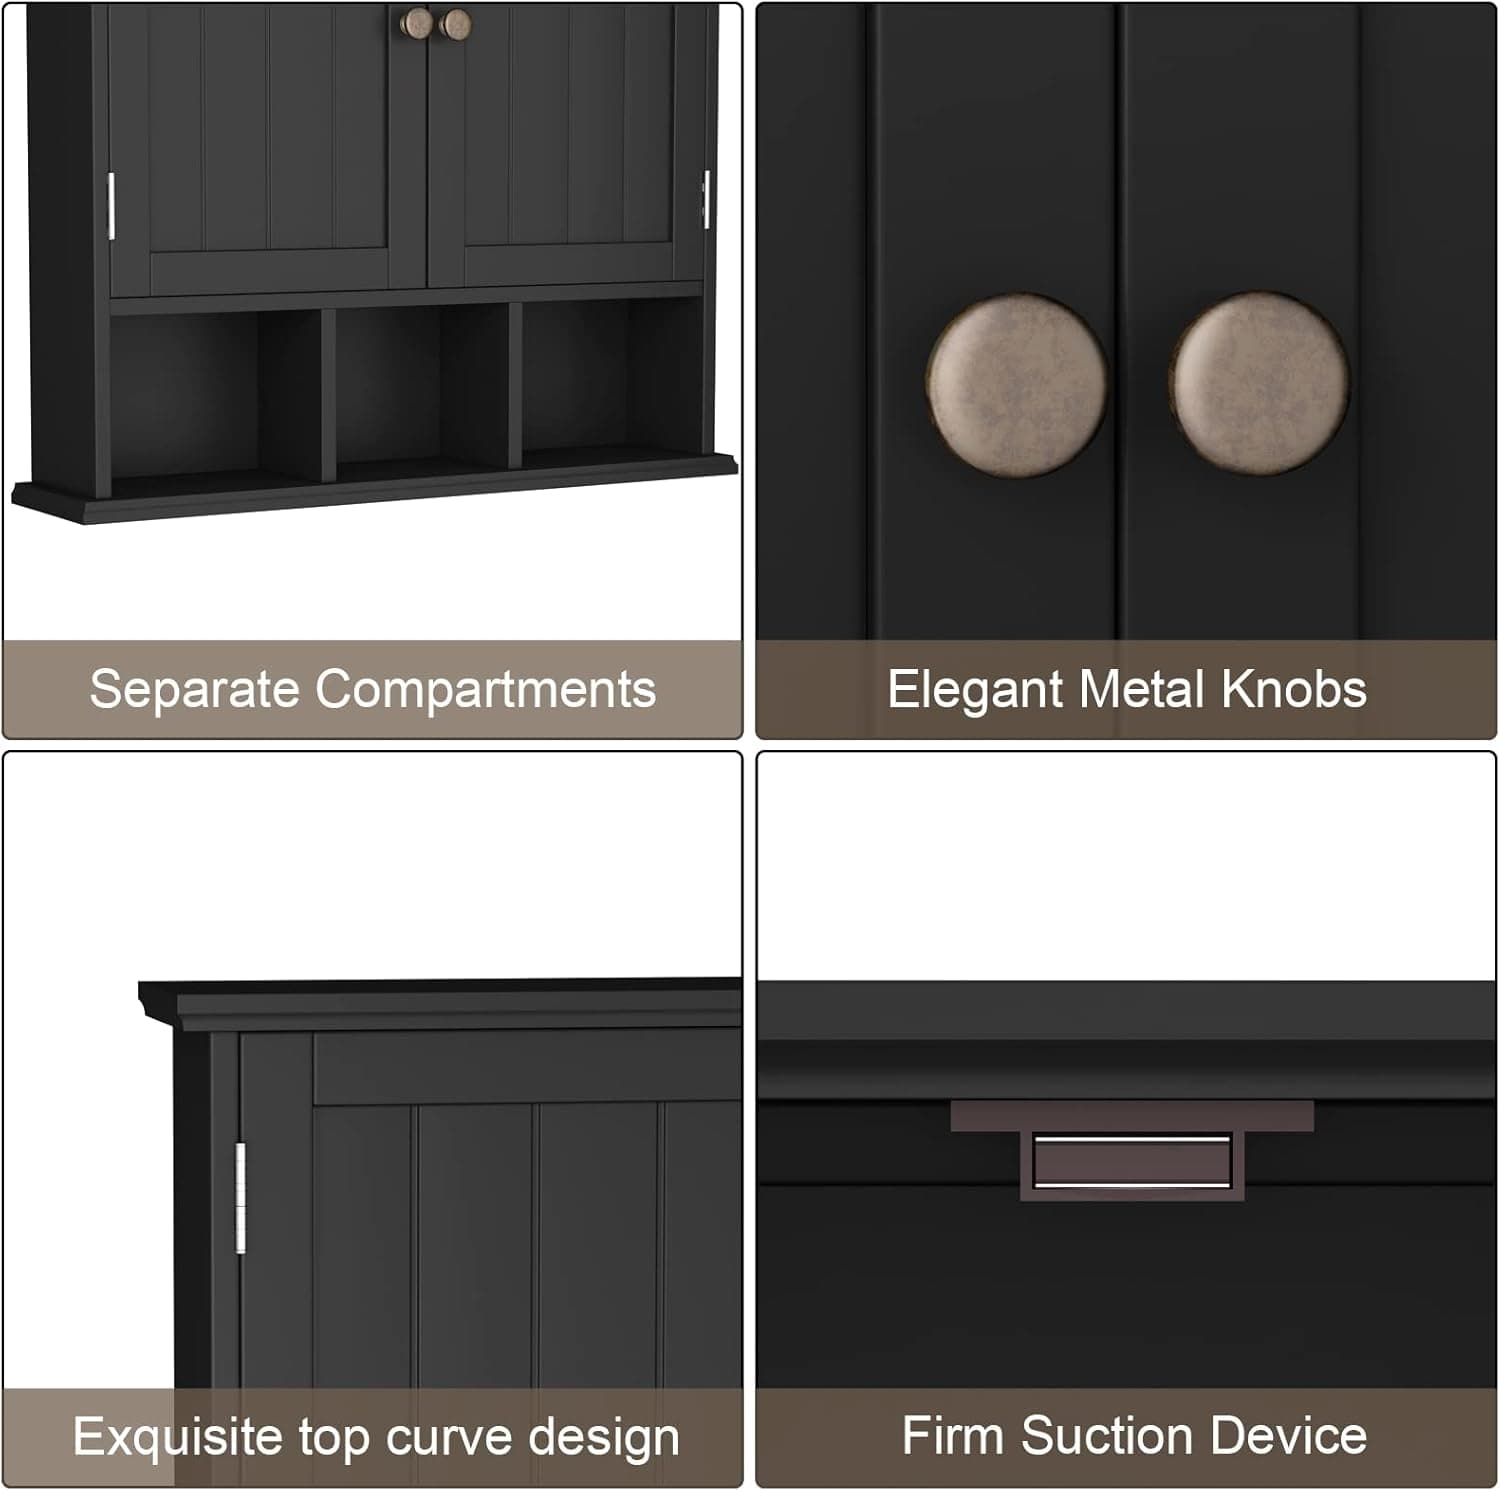 Separate Compartments
Elegant Metal Knobs
Exquisite top curve design
Firm Suction Device